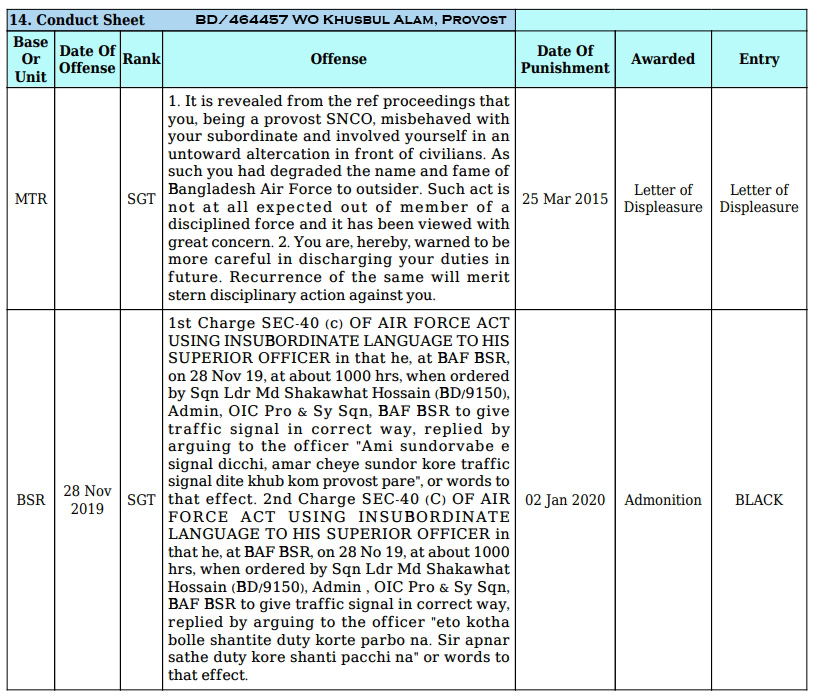 14. Conduct Sheet BD/464457 WO Khusbul Alam, Provost
Base Or Unit
Date Of Offense
Rank
Offense
Date Of Punishment
Awarded
Entry
MTR
SGT
1. It is revealed from the ref proceedings that
you, being a provost SNCO, misbehaved with
your subordinate and involved yourself in an
untoward altercation in front of civilians. As
such you had degraded the name and fame of
Bangladesh Air Force to outsider. Such act is
not at all expected out of member of a
disciplined force and it has been viewed with
great concern. 2. You are, hereby, warned to be
more careful in discharging your duties in
future. Recurrence of the same will merit
stern disciplinary action against you.
25 Mar 2015
Letter of
Displeasure
Letter of
Displeasure
BSR
28 Nov
2019
SGT
1st Charge SEC-40 (c) OF AIR FORCE ACT
USING INSUBORDINATE LANGUAGE TO HIS
SUPERIOR OFFICER in that he, at BAF BSR,
on 28 Nov 19, at about 1000 hrs, when ordered
by Sqn Ldr Md Shakawhat Hossain (BD/9150),
Admin, OIC Pro & Sy Sqn, BAF BSR to give
traffic signal in correct way, replied by
arguing to the officer "Ami sundorvabe e
signal dicchi, amar cheye sundor kore traffic
signal dite khub kom provost pare", or words to
that effect. 2nd Charge SEC-40 (C) OF AIR
FORCE ACT USING INSUBORDINATE
LANGUAGE TO HIS SUPERIOR OFFICER in
that he, at BAF BSR, on 28 No 19, at about 1000
hrs, when ordered by Sqn Ldr Md Shakawhat
Hossain (BD/9150), Admin , OIC Pro & Sy Sqn,
BAF BSR to give traffic signal in correct way,
replied by arguing to the officer "eto kotha
bolle shantite duty korte parbo na. Sir apnar
sathe duty kore shanti pacchi na" or words to
that effect.
02 Jan 2020
Admonition
BLACK